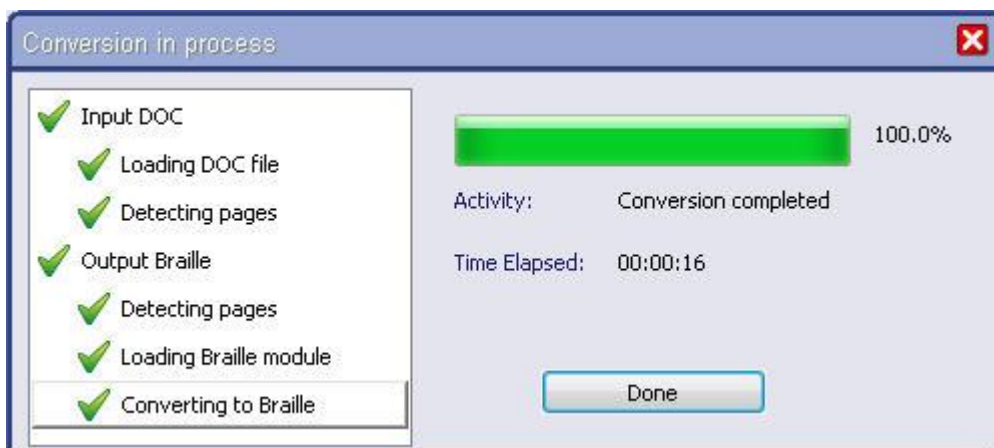 Conversion in process
Input DOC
Loading DOC file
Detecting pages
Output Braille
Detecting pages
Loading Braille module
Converting to Braille
100.0%
Activity: Conversion completed
Time Elapsed: 00:00:16
Done